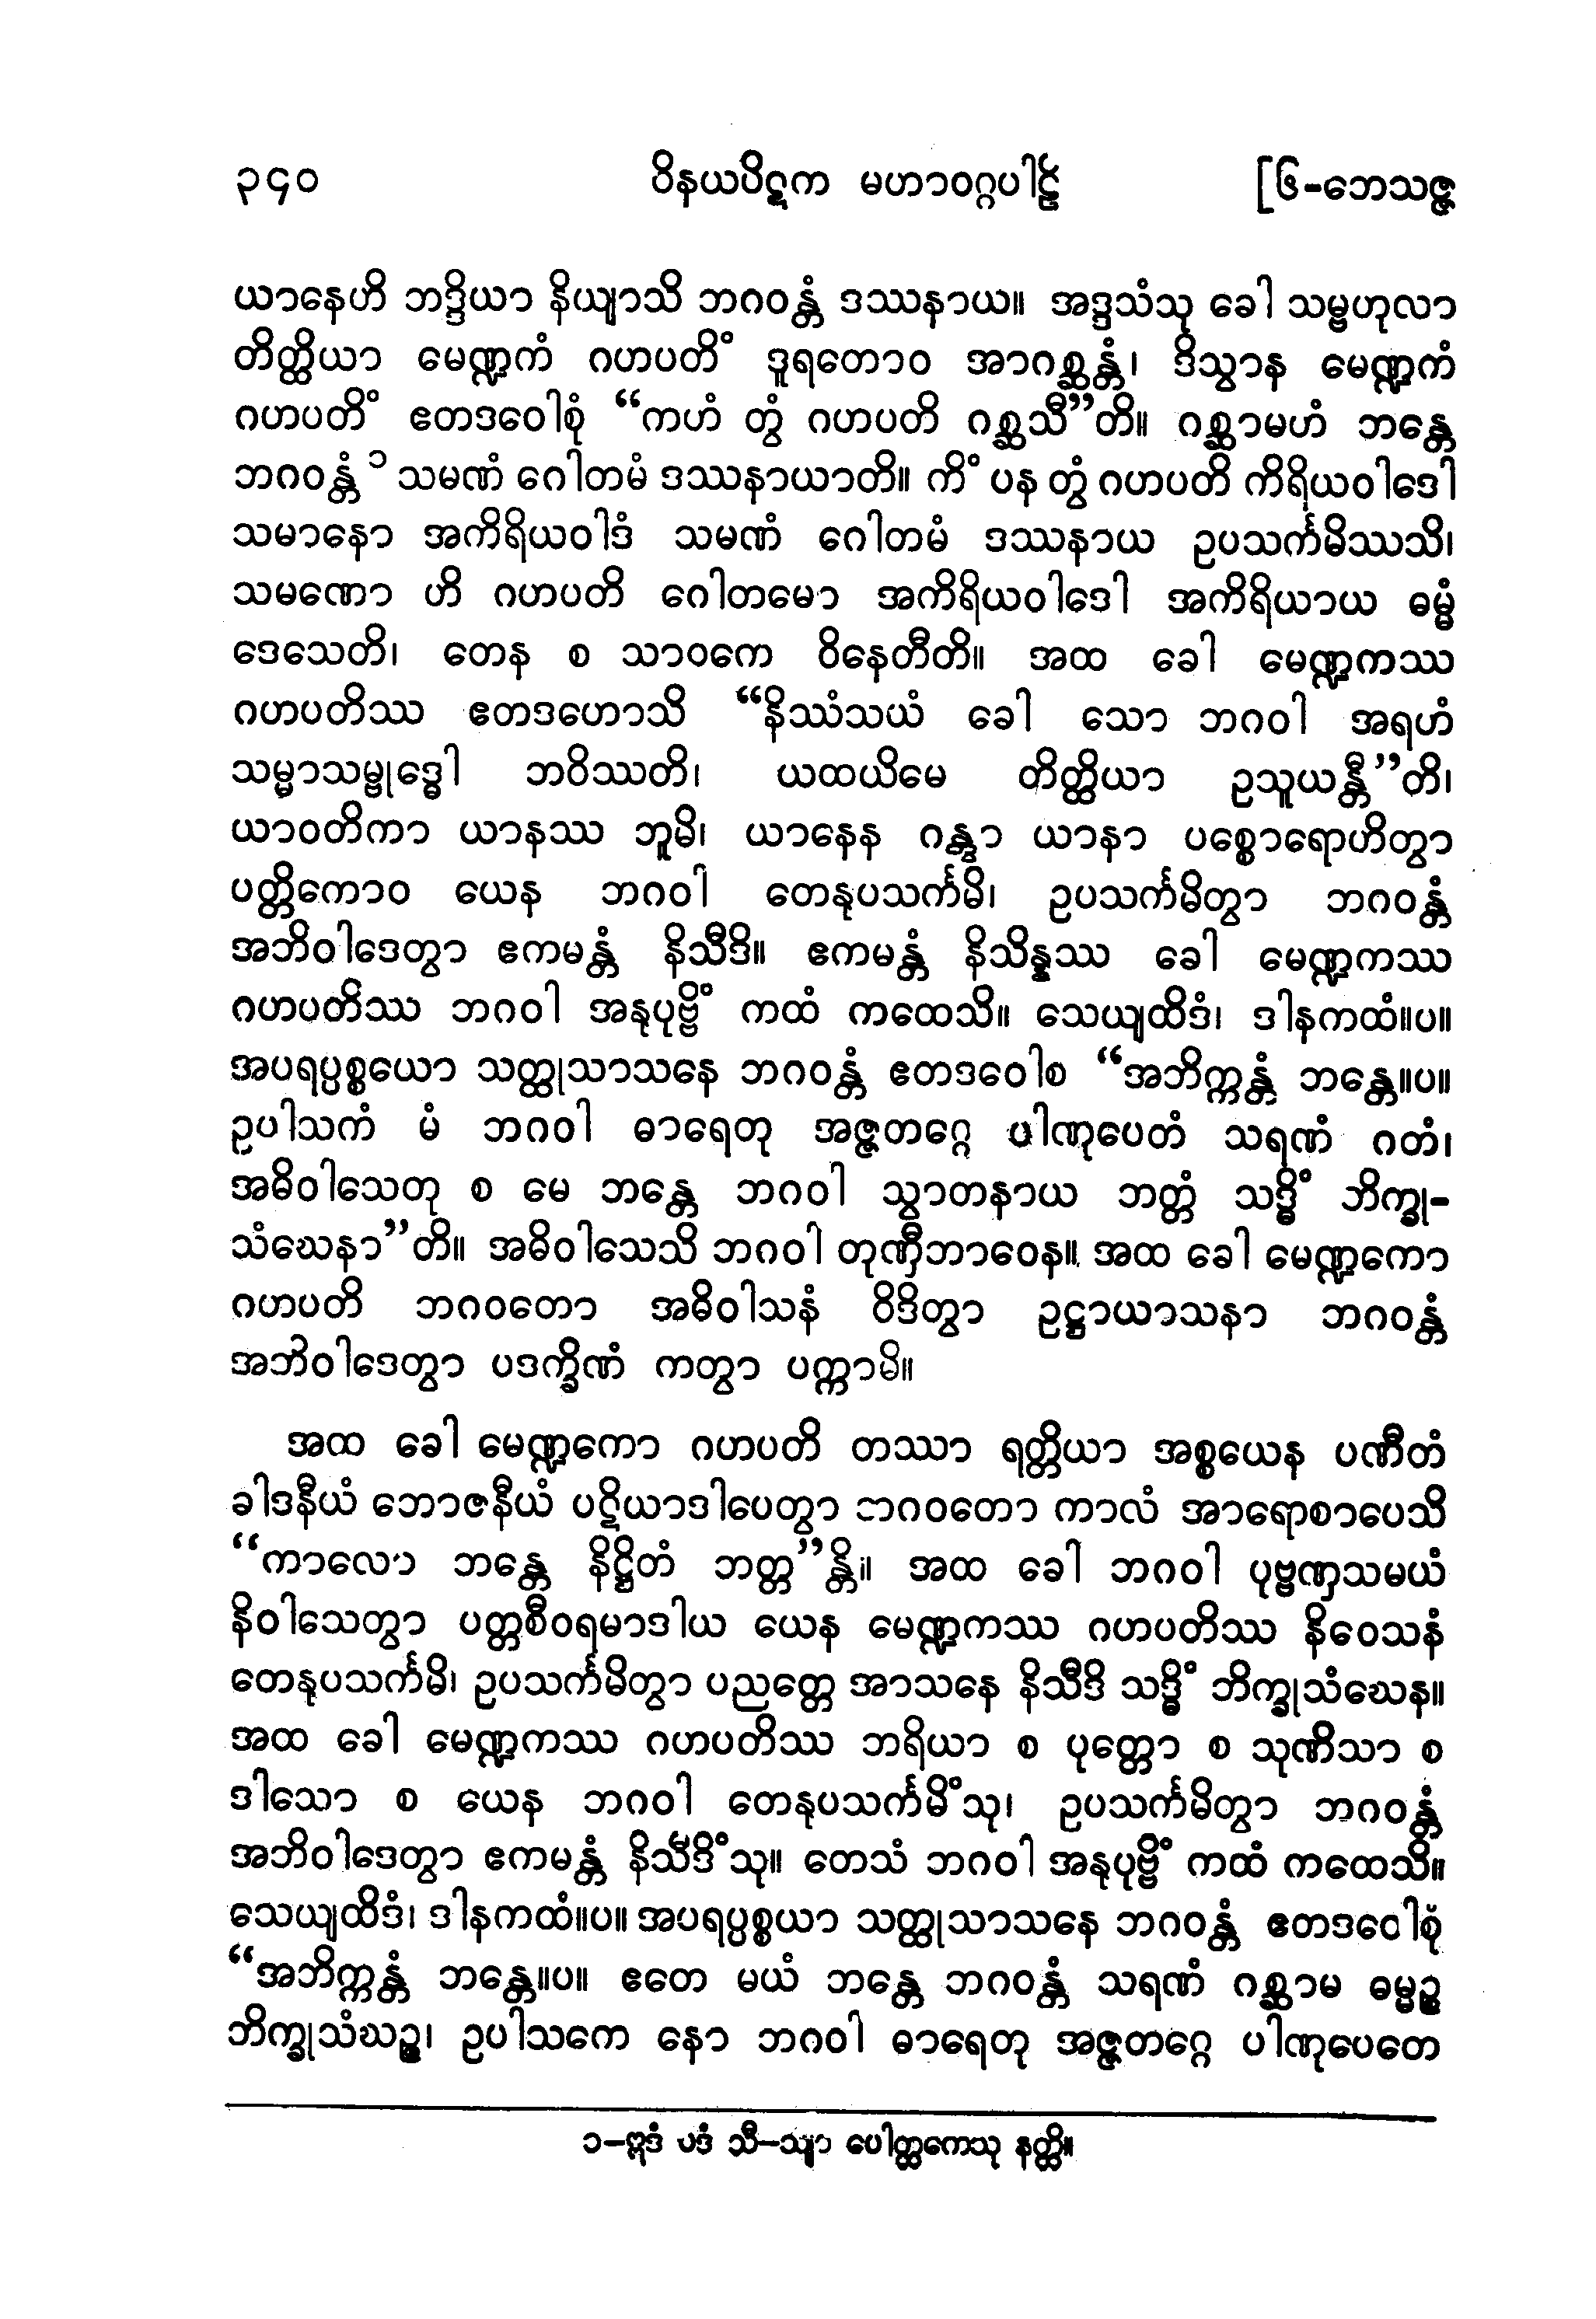 ၃၄၀ ဝိနယပိဋက မဟာဝဂ္ဂပါဠိ [၆-ဘေသဇ္ဇ
ယာနေဟိ ဘဒ္ဒိယာ နိယျာသိ ဘဂဝန္တံ ဒဿနာယ။ အဒ္ဒသံသု ခေါ သမ္ဗဟုလာ
တိတ္ထိယာ မေဏ္ဍကံ ဂဟပတိံ ဒူရတောဝ အာဂစ္ဆန္တံ၊ ဒိသွာန မေဏ္ဍကံ
ဂဟပတိံ ဧတဒဝေါစုံ “ကဟံ တွံ ဂဟပတိ ဂစ္ဆသီ”တိ။ ဂစ္ဆာမဟံ ဘန္တေ
ဘဂဝန္တံ ၁ သမဏံ ဂေါတမံ ဒဿနာယာတိ။ ကိံ ပန တွံ ဂဟပတိ ကိရိယဝါဒေါ
သမာနော အကိရိယဝါဒံ သမဏံ ဂေါတမံ ဒဿနာယ ဥပသင်္ကမိဿသိ၊
သမဏော ဟိ ဂဟပတိ ဂေါတမော အကိရိယဝါဒေါ အကိရိယာယ ဓမ္မံ
ဒေသေတိ၊ တေန စ သာဝကေ ဝိနေတီတိ။ အထ ခေါ မေဏ္ဍကဿ
ဂဟပတိဿ ဧတဒဟောသိ “နိဿံသယံ ခေါ သော ဘဂဝါ အရဟံ
သမ္မာသမ္ဗုဒ္ဓေါ ဘဝိဿတိ၊ ယထယိမေ တိတ္ထိယာ ဥသူယန္တီ”တိ၊
ယာဝတိကာ ယာနဿ ဘူမိ၊ ယာနေန ဂန္တွာ ယာနာ ပစ္စောရောဟိတွာ
ပတ္တိကောဝ ယေန ဘဂဝါ တေနုပသင်္ကမိ၊ ဥပသင်္ကမိတွာ ဘဂဝန္တံ
အဘိဝါဒေတွာ ဧကမန္တံ နိသီဒိ။ ဧကမန္တံ နိသိန္နဿ ခေါ မေဏ္ဍကဿ
ဂဟပတိဿ ဘဂဝါ အနုပုဗ္ဗိံ ကထံ ကထေသိ။ သေယျထိဒံ၊ ဒါနကထံ။ပ။
အပရပ္ပစ္စယော သတ္ထုသာသနေ ဘဂဝန္တံ ဧတဒဝေါစ “အဘိက္ကန္တံ ဘန္တေ။ပ။
ဥပါသကံ မံ ဘဂဝါ ဓာရေတု အဇ္ဇတဂ္ဂေ ပါဏုပေတံ သရဏံ ဂတံ၊
အဓိဝါသေတု စ မေ ဘန္တေ ဘဂဝါ သွာတနာယ ဘတ္တံ သဒ္ဓိံ ဘိက္ခု-
သံဃေနာ”တိ။ အဓိဝါသေသိ ဘဂဝါ တုဏှီဘာဝေန။ အထ ခေါ မေဏ္ဍကော
ဂဟပတိ ဘဂဝတော အဓိဝါသနံ ဝိဒိတွာ ဥဋ္ဌာယာသနာ ဘဂဝန္တံ
အဘိဝါဒေတွာ ပဒက္ခိဏံ ကတွာ ပက္ကာမိ။
အထ ခေါ မေဏ္ဍကော ဂဟပတိ တဿာ ရတ္တိယာ အစ္စယေန ပဏီတံ
ခါဒနီယံ ဘောဇနီယံ ပဋိယာဒါပေတွာ ဘဂဝတော ကာလံ အာရောစာပေသိ
“ကာလော ဘန္တေ နိဋ္ဌိတံ ဘတ္တ”န္တိ။ အထ ခေါ ဘဂဝါ ပုဗ္ဗဏှသမယံ
နိဝါသေတွာ ပတ္တစီဝရမာဒါယ ယေန မေဏ္ဍကဿ ဂဟပတိဿ နိဝေသနံ
တေနုပသင်္ကမိ၊ ဥပသင်္ကမိတွာ ပညတ္တေ အာသနေ နိသီဒိ သဒ္ဓိံ ဘိက္ခုသံဃေန။
အထ ခေါ မေဏ္ဍကဿ ဂဟပတိဿ ဘရိယာ စ ပုတ္တော စ သုဏိသာ စ
ဒါသော စ ယေန ဘဂဝါ တေနုပသင်္ကမိံသု၊ ဥပသင်္ကမိတွာ ဘဂဝန္တံ
အဘိဝါဒေတွာ ဧကမန္တံ နိသီဒိံသု။ တေသံ ဘဂဝါ အနုပုဗ္ဗိံ ကထံ ကထေသိ။
သေယျထိဒံ၊ ဒါနကထံ။ပ။ အပရပ္ပစ္စယာ သတ္ထုသာသနေ ဘဂဝန္တံ ဧတဒဝေါစုံ
“အဘိက္ကန္တံ ဘန္တေ။ပ။ ဧတေ မယံ ဘန္တေ ဘဂဝန္တံ သရဏံ ဂစ္ဆာမ ဓမ္မဉ္စ
ဘိက္ခုသံဃဉ္စ၊ ဥပါသကေ နော ဘဂဝါ ဓာရေတု အဇ္ဇတဂ္ဂေ ပါဏုပေတေ
၁-ဣဒံ ပဒံ သီ-သျာ ပေါတ္ထကေသု နတ္ထိ။